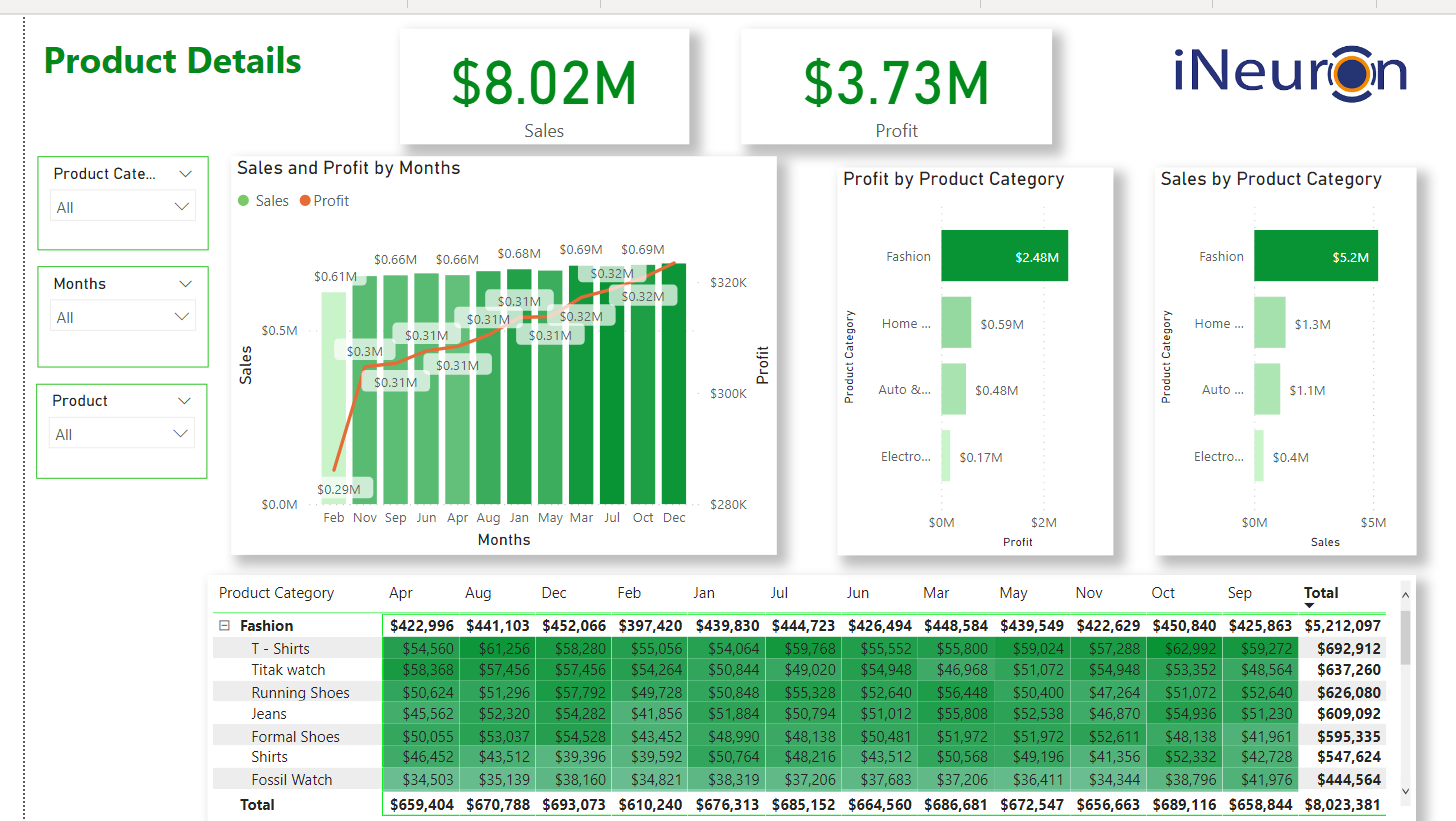 Product Details
$8.02M
Sales
$3.73M
Profit
iNeuron
Product Cate...
All
Months
All
Product
All
Sales and Profit by Months
Sales Profit
$0.61M $0.66M $0.66M $0.68M $0.69M $0.69M
$0.29M $0.3M $0.31M $0.31M $0.31M $0.31M $0.31M $0.31M $0.32M $0.32M $0.32M
Sales
$0.5M
$0.0M
Profit
$320K
$300K
$280K
Feb Nov Sep Jun Apr Aug Jan May Mar Jul Oct Dec
Months
Profit by Product Category
Product Category
Fashion $2.48M
Home ... $0.59M
Auto &... $0.48M
Electro... $0.17M
$0M $2M
Profit
Sales by Product Category
Product Category
Fashion $5.2M
Home ... $1.3M
Auto ... $1.1M
Electro... $0.4M
$0M $5M
Sales
Product Category Apr Aug Dec Feb Jan Jul Jun Mar May Nov Oct Sep Total
Fashion $422,996 $441,103 $452,066 $397,420 $439,830 $444,723 $426,494 $448,584 $439,549 $422,629 $450,840 $425,863 $5,212,097
T - Shirts $54,560 $61,256 $58,280 $55,056 $54,064 $59,768 $55,552 $55,800 $59,024 $57,288 $62,992 $59,272 $692,912
Titak watch $58,368 $57,456 $57,456 $54,264 $50,844 $49,020 $54,948 $46,968 $51,072 $54,948 $53,352 $48,564 $637,260
Running Shoes $50,624 $51,296 $57,792 $49,728 $50,848 $55,328 $52,640 $56,448 $50,400 $47,264 $51,072 $52,640 $626,080
Jeans $45,562 $52,320 $54,282 $41,856 $51,884 $50,794 $51,012 $55,808 $52,538 $46,870 $54,936 $51,230 $609,092
Formal Shoes $50,055 $53,037 $54,528 $43,452 $48,990 $48,138 $50,481 $51,972 $51,972 $52,611 $48,138 $41,961 $595,335
Shirts $46,452 $43,512 $39,396 $39,592 $50,764 $48,216 $43,512 $50,568 $49,196 $41,356 $52,332 $42,728 $547,624
Fossil Watch $34,503 $35,139 $38,160 $34,821 $38,319 $37,206 $37,683 $37,206 $36,411 $34,344 $38,796 $41,976 $444,564
Total $659,404 $670,788 $693,073 $610,240 $676,313 $685,152 $664,560 $686,681 $672,547 $656,663 $689,116 $658,844 $8,023,381